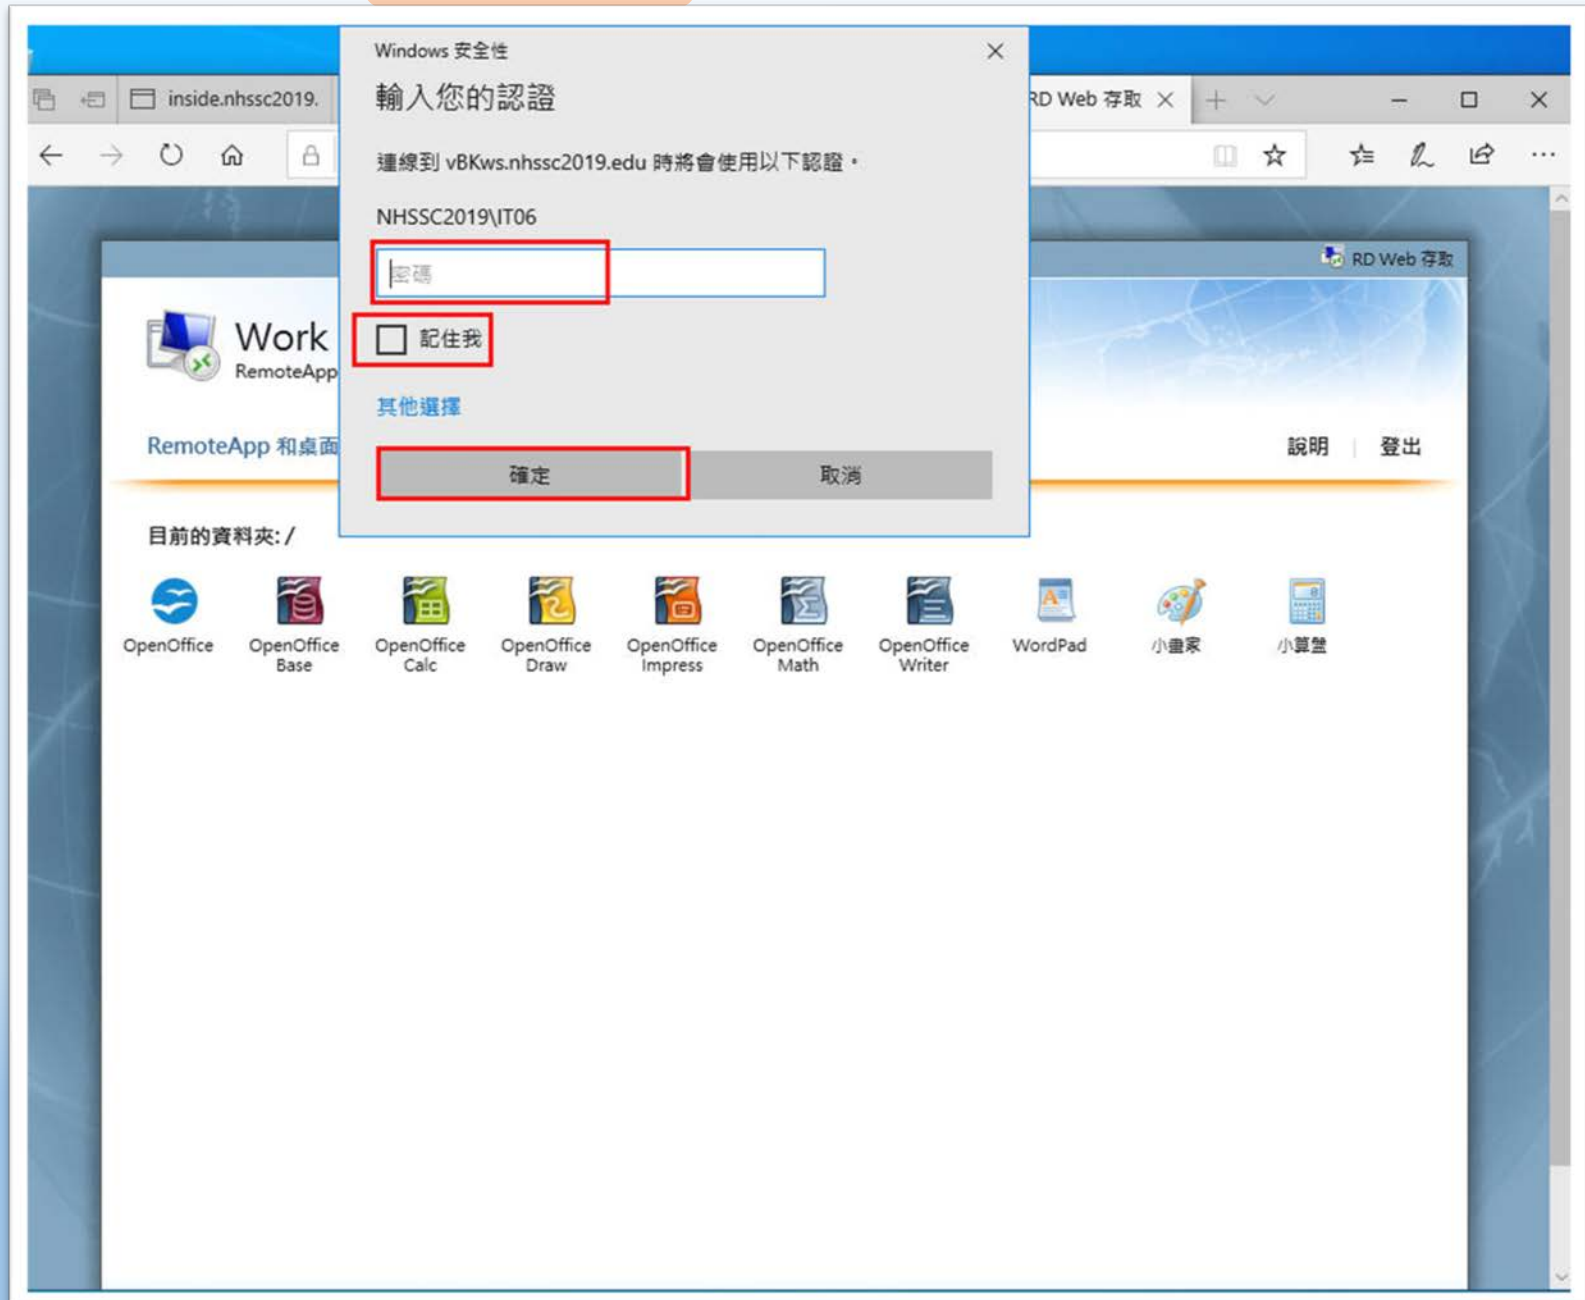 Windows 安全性
輸入您的認證
連線到 vBKws.nhssc2019.edu 時將會使用以下認證。
NHSSC2019\IT06
密碼
記住我
其他選擇
確定 取消
inside.nhssc2019.
RD Web 存取
RD Web 存取
Work
RemoteApp
RemoteApp 和桌面
說明 | 登出
目前的資料夾: /
OpenOffice
OpenOffice Base
OpenOffice Calc
OpenOffice Draw
OpenOffice Impress
OpenOffice Math
OpenOffice Writer
WordPad
小畫家
小算盤